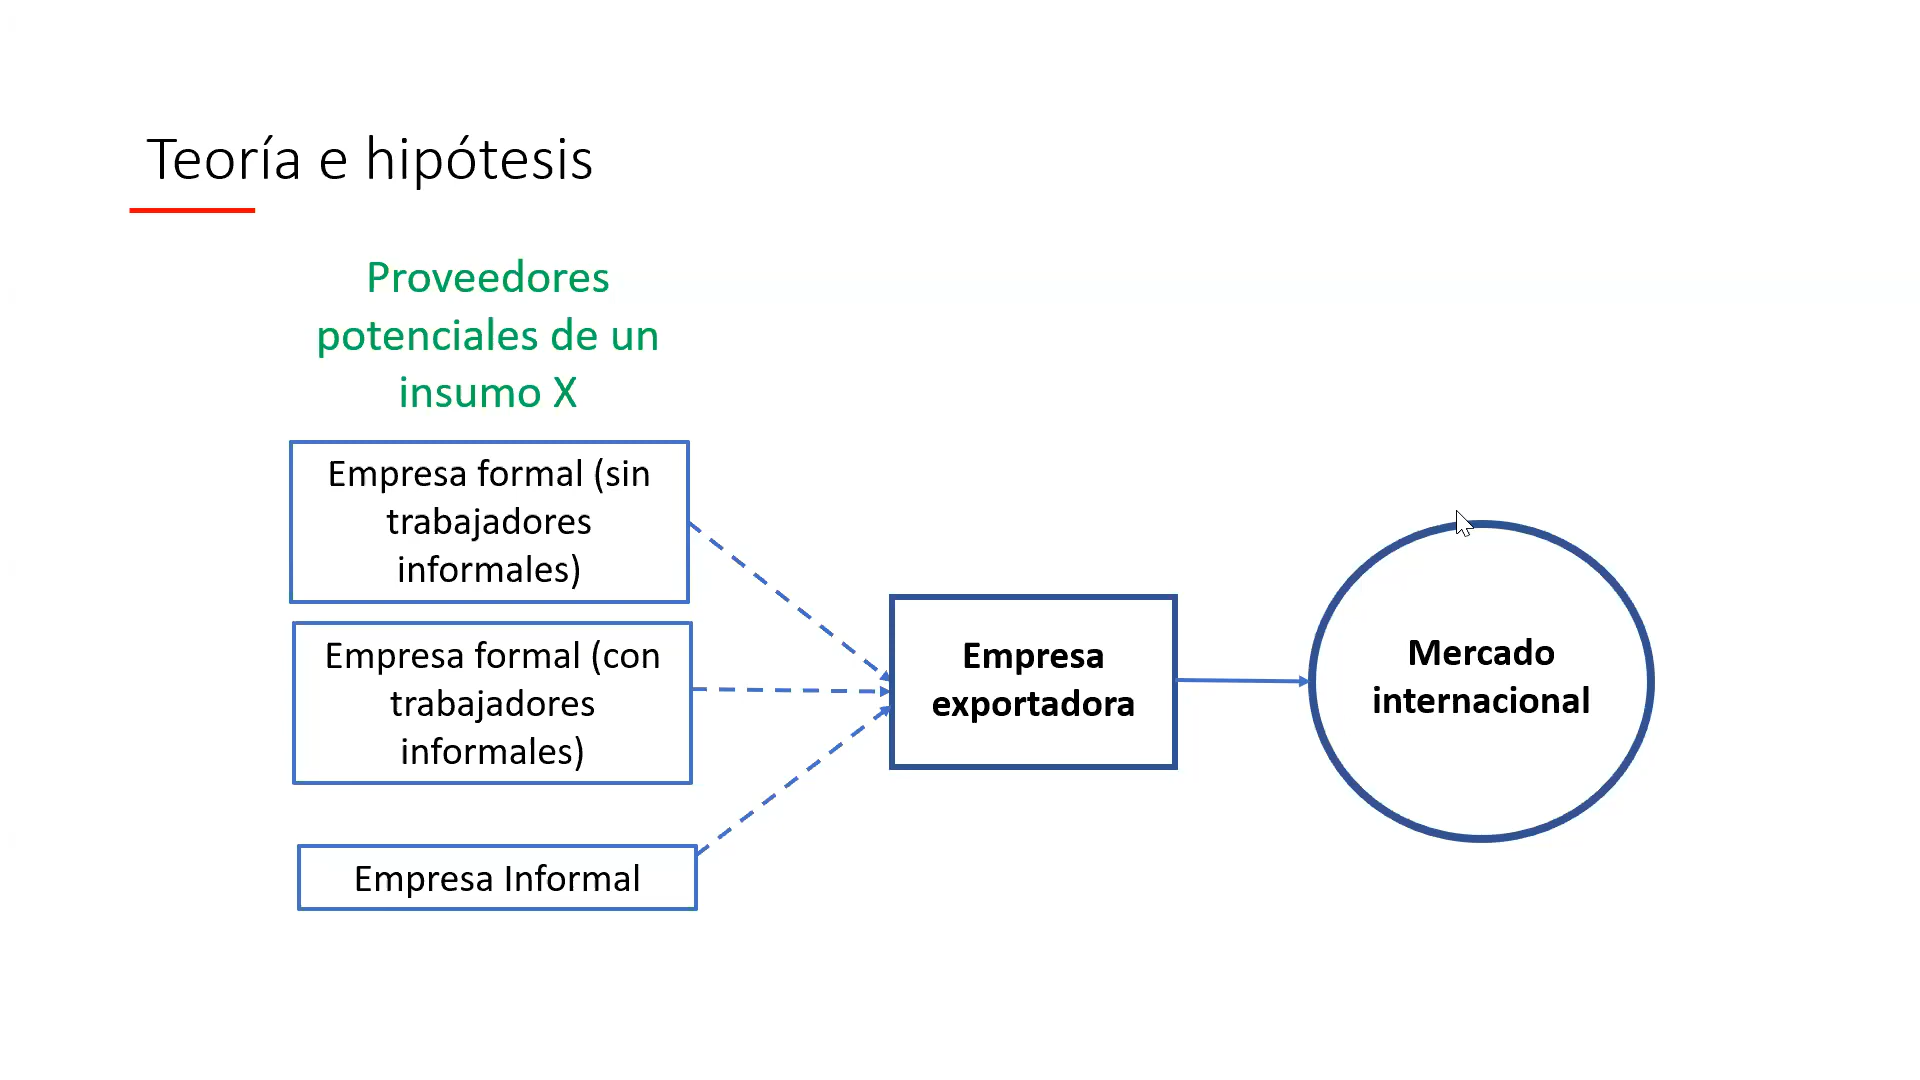 Teoría e hipótesis
Proveedores
potenciales de un
insumo X
Empresa formal (sin
trabajadores
informales)
Empresa formal (con
trabajadores
informales)
Empresa Informal
Empresa
exportadora
Mercado
internacional